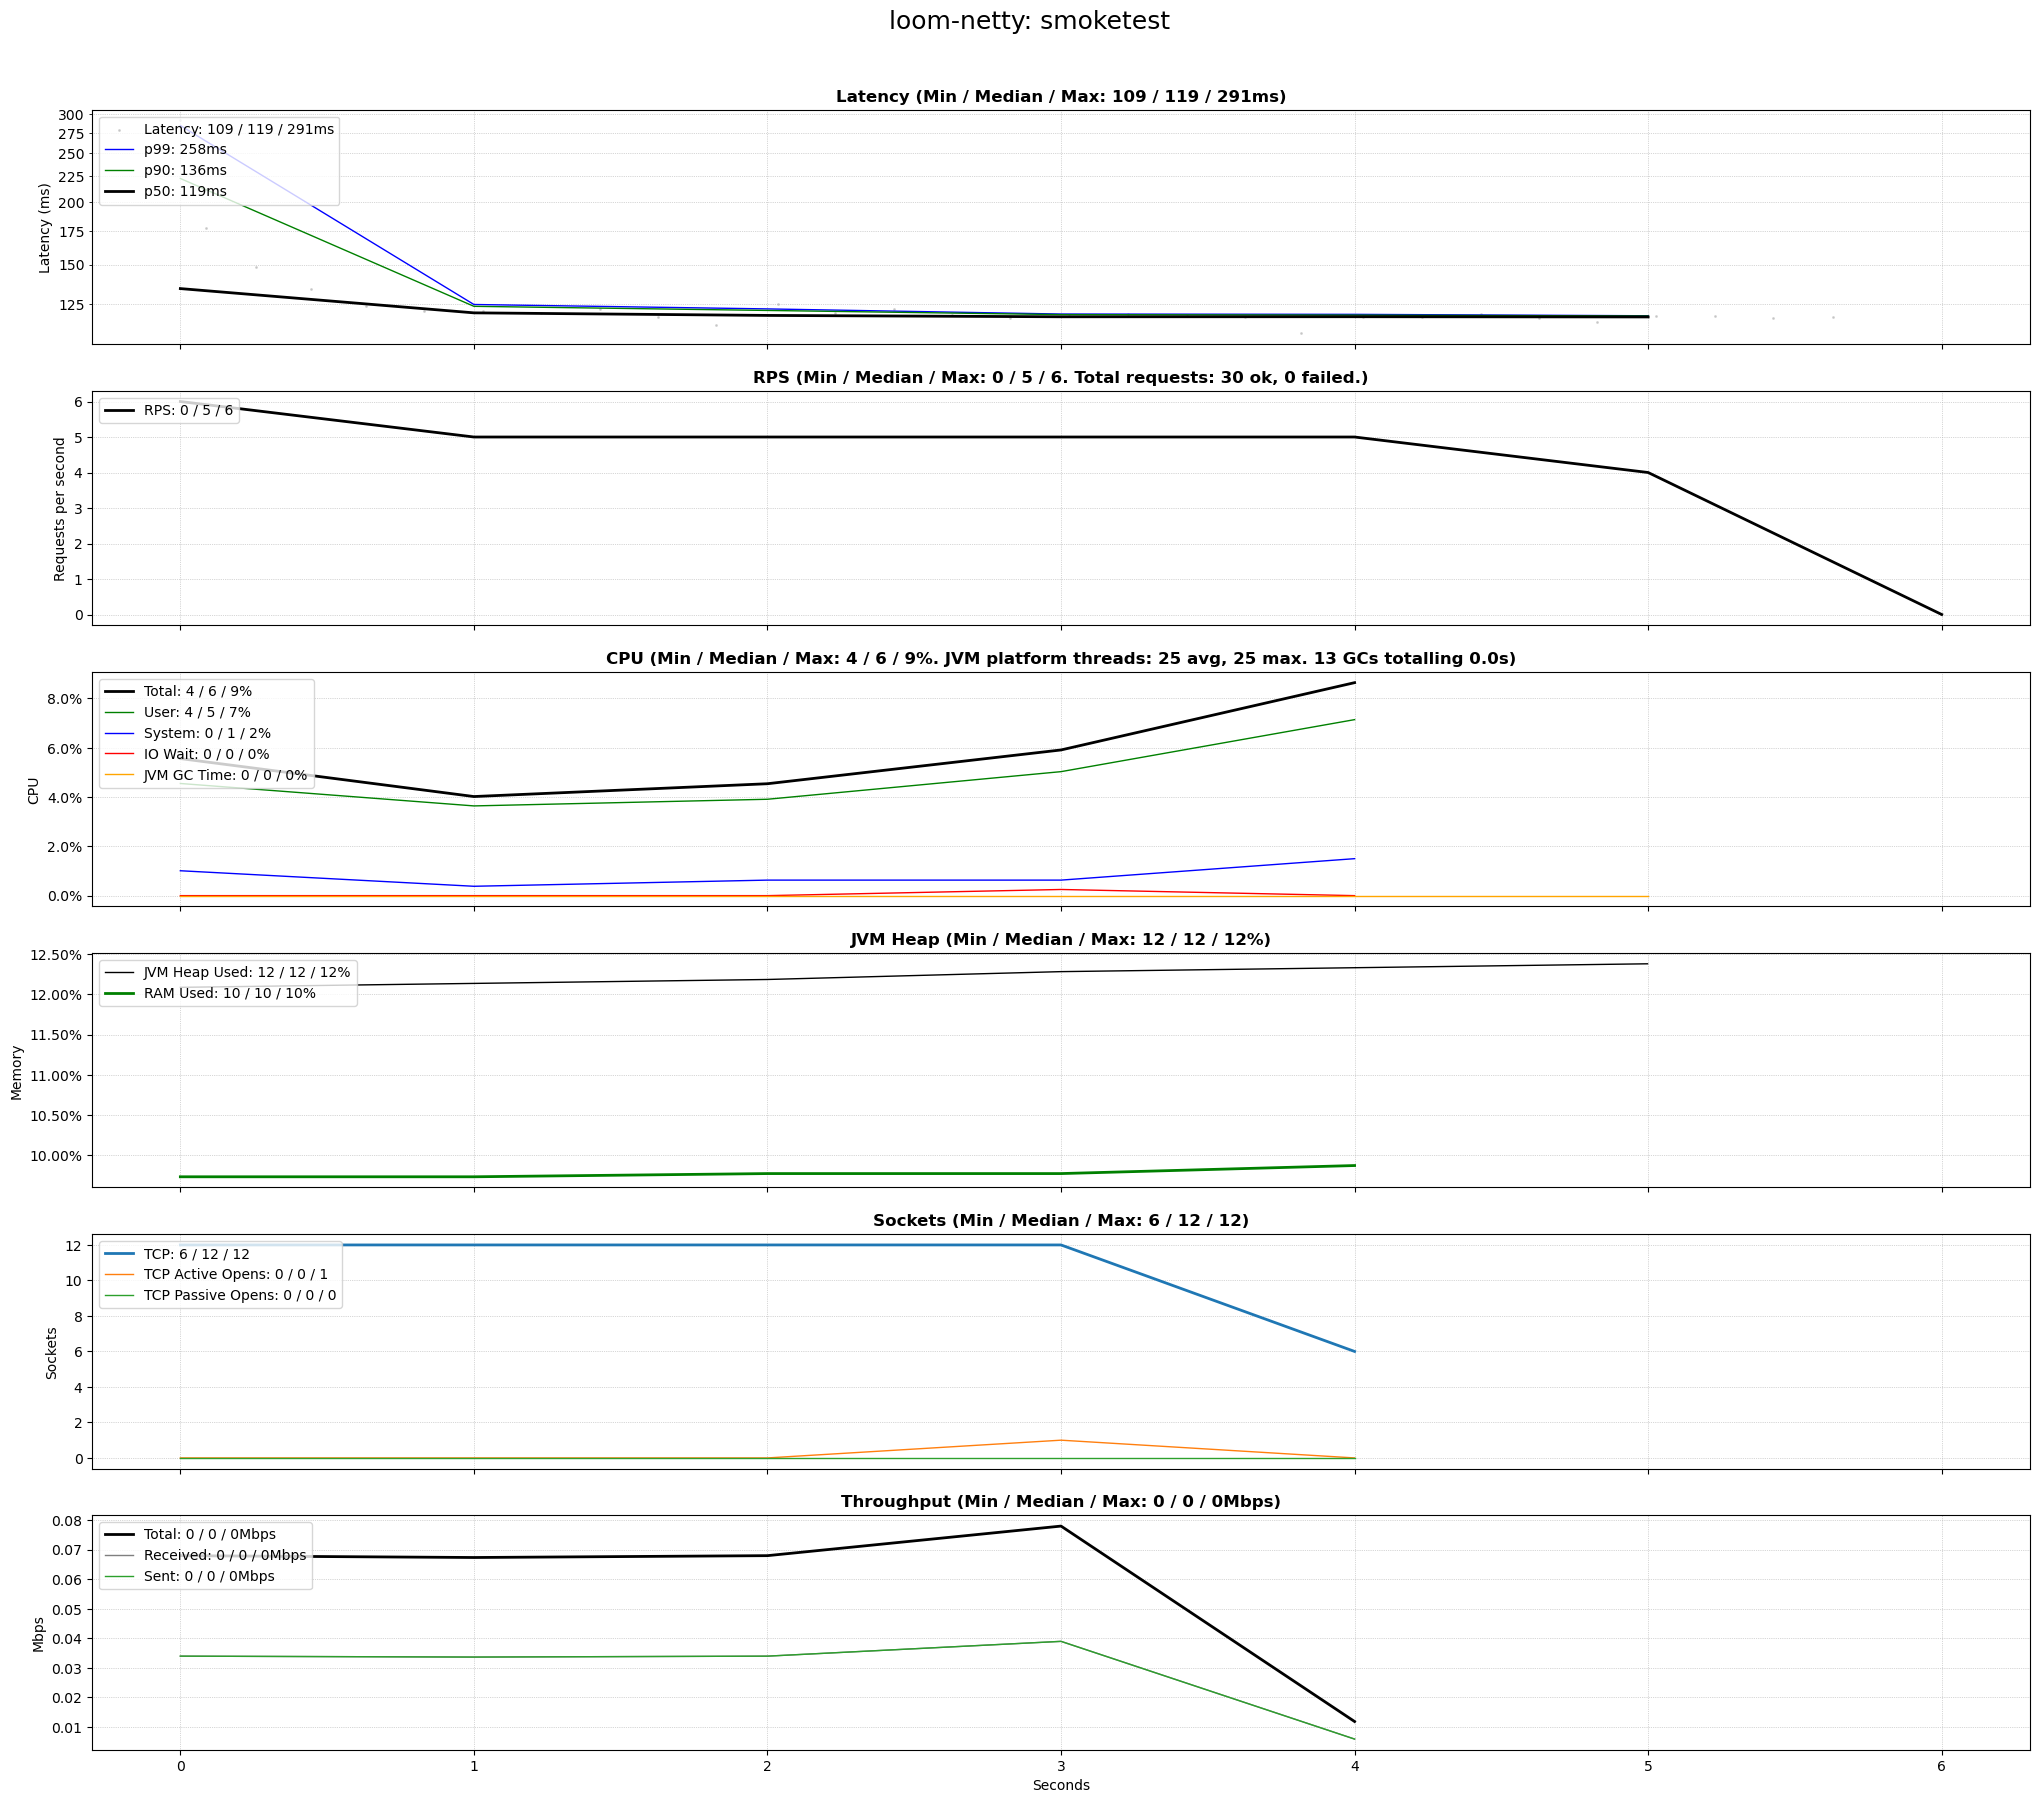 loom-netty: smoketest
Latency (Min / Median / Max: 109 / 119 / 291ms)
300
275
250
225
200
175
150
125
Latency (ms)
Latency: 109 / 119 / 291ms
p99: 258ms
p90: 136ms
p50: 119ms
RPS (Min / Median / Max: 0 / 5 / 6. Total requests: 30 ok, 0 failed.)
6
5
4
3
2
1
0
Requests per second
RPS: 0 / 5 / 6
CPU (Min / Median / Max: 4 / 6 / 9%. JVM platform threads: 25 avg, 25 max. 13 GCs totalling 0.0s)
8.0%
6.0%
4.0%
2.0%
0.0%
CPU
Total: 4 / 6 / 9%
User: 4 / 5 / 7%
System: 0 / 1 / 2%
IO Wait: 0 / 0 / 0%
JVM GC Time: 0 / 0 / 0%
JVM Heap (Min / Median / Max: 12 / 12 / 12%)
12.50%
12.00%
11.50%
11.00%
10.50%
10.00%
Memory
JVM Heap Used: 12 / 12 / 12%
RAM Used: 10 / 10 / 10%
Sockets (Min / Median / Max: 6 / 12 / 12)
12
10
8
6
4
2
0
Sockets
TCP: 6 / 12 / 12
TCP Active Opens: 0 / 0 / 1
TCP Passive Opens: 0 / 0 / 0
Throughput (Min / Median / Max: 0 / 0 / 0Mbps)
0.08
0.07
0.06
0.05
0.04
0.03
0.02
0.01
Mbps
Total: 0 / 0 / 0Mbps
Received: 0 / 0 / 0Mbps
Sent: 0 / 0 / 0Mbps
0 1 2 3 4 5 6
Seconds